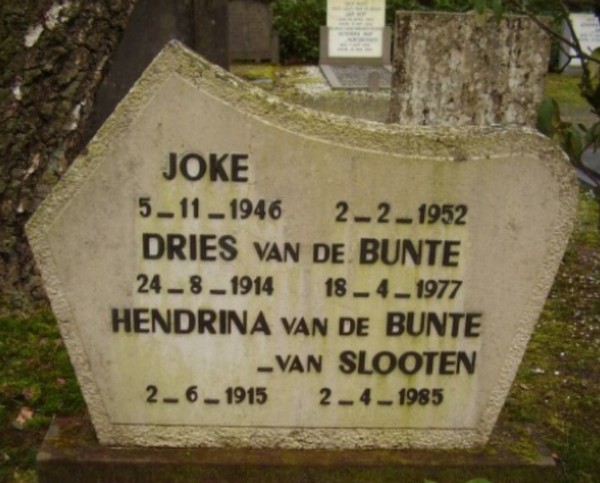 JOKE
5-11-1946 2-2-1952
DRIES VAN DE BUNTE
24-8-1914 18-4-1977
HENDRINA VAN DE BUNTE
-VAN SLOOTEN
2-6-1915 2-4-1985